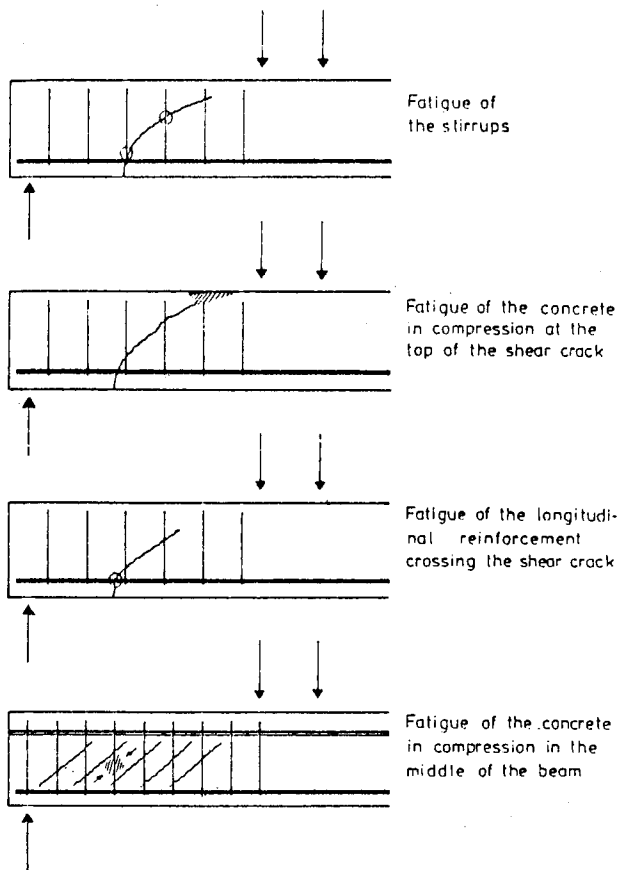 Fatigue of
the stirrups
Fatigue of the concrete
in compression at the
top of the shear crack
Fatigue of the longitudi-
nal reinforcement
crossing the shear crack
Fatigue of the concrete
in compression in the
middle of the beam